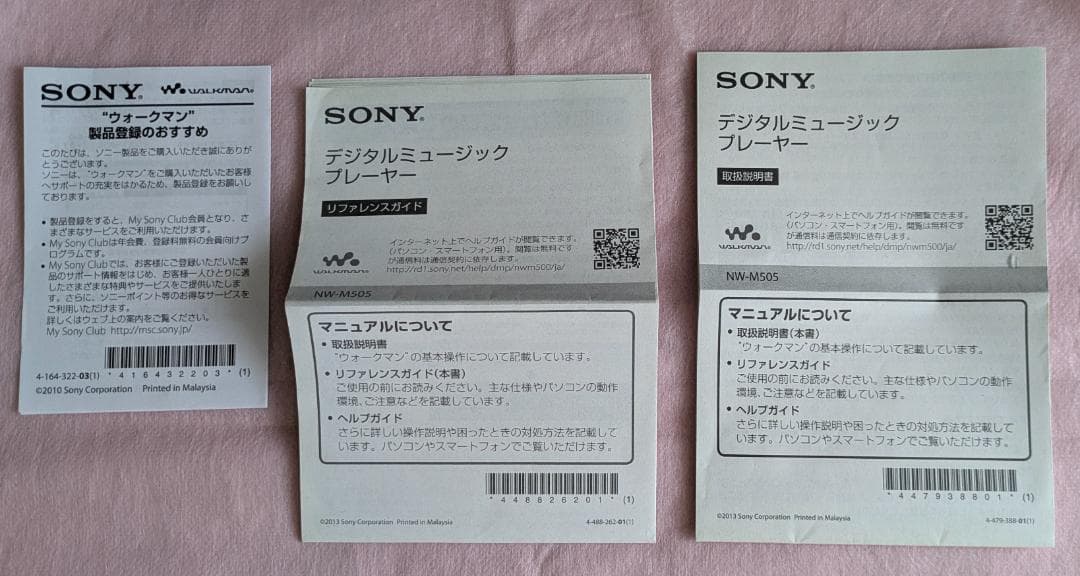 SONY® WALKMAN®
"ウォークマン"
製品登録のおすすめ
このたびは、ソニー製品をご購入いただき誠にありが
とうございます。
ソニーは、"ウォークマン"をご購入いただいたお客様
へサポートの充実をはかるため、製品登録をお願いし
ております。
• 製品登録をすると、My Sony Club会員となり、さ
まざまなサービスをご利用いただけます。
• My Sony Clubは年会費、登録料無料の会員向けプ
ログラムです。
• My Sony Clubでは、お客様にご登録いただいた製
品のサポート情報をはじめ、お客様一人ひとりに適
したさまざまな特典やサービスをご提供いたしま
す。さらに、ソニーポイント等のお得なサービスを
ご利用いただけます。
詳しくはウェブ上の案内をご覧ください。
My Sony Club http://msc.sony.jp/
4-164-322-03(1) *416432203* (1)
©2010 Sony Corporation Printed in Malaysia
SONY®
デジタルミュージック
プレーヤー
リファレンスガイド
インターネット上でヘルプガイドが閲覧できます。
(パソコン・スマートフォン用)。閲覧は無料です
が通信料は通信契約に依存します。
http://rd1.sony.net/help/dmp/nwm500/ja/
WALKMAN®
NW-M505
マニュアルについて
• 取扱説明書
"ウォークマン"の基本操作について記載しています。
• リファレンスガイド(本書)
ご使用の前にお読みください。主な仕様やパソコンの動作
環境、ご注意などを記載しています。
• ヘルプガイド
さらに詳しい操作説明や困ったときの対処方法を記載して
います。パソコンやスマートフォンでご覧いただけます。
*448826201* (1)
©2013 Sony Corporation Printed in Malaysia 4-488-262-01(1)
SONY®
デジタルミュージック
プレーヤー
取扱説明書
インターネット上でヘルプガイドが閲覧できます。
(パソコン・スマートフォン用)。閲覧は無料です
が通信料は通信契約に依存します。
http://rd1.sony.net/help/dmp/nwm500/ja/
WALKMAN®
NW-M505
マニュアルについて
• 取扱説明書(本書)
"ウォークマン"の基本操作について記載しています。
• リファレンスガイド
ご使用の前にお読みください。主な仕様やパソコンの動作
環境、ご注意などを記載しています。
• ヘルプガイド
さらに詳しい操作説明や困ったときの対処方法を記載して
います。パソコンやスマートフォンでご覧いただけます。
*447938801* (1)
©2013 Sony Corporation Printed in Malaysia 4-479-388-01(1)